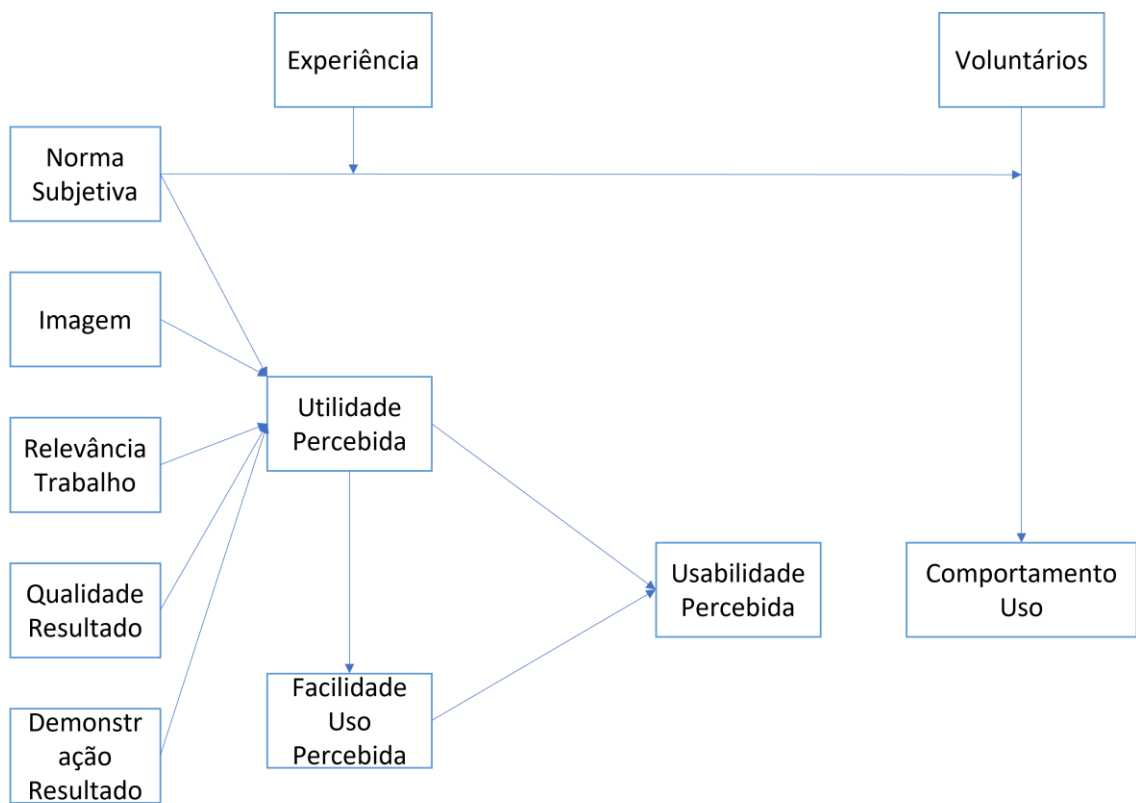 Experiência
Voluntários
Norma
Subjetiva
Imagem
Utilidade
Percebida
Relevância
Trabalho
Qualidade
Resultado
Usabilidade
Percebida
Comportamento
Uso
Facilidade
Uso
Percebida
Demonstr
ação
Resultado